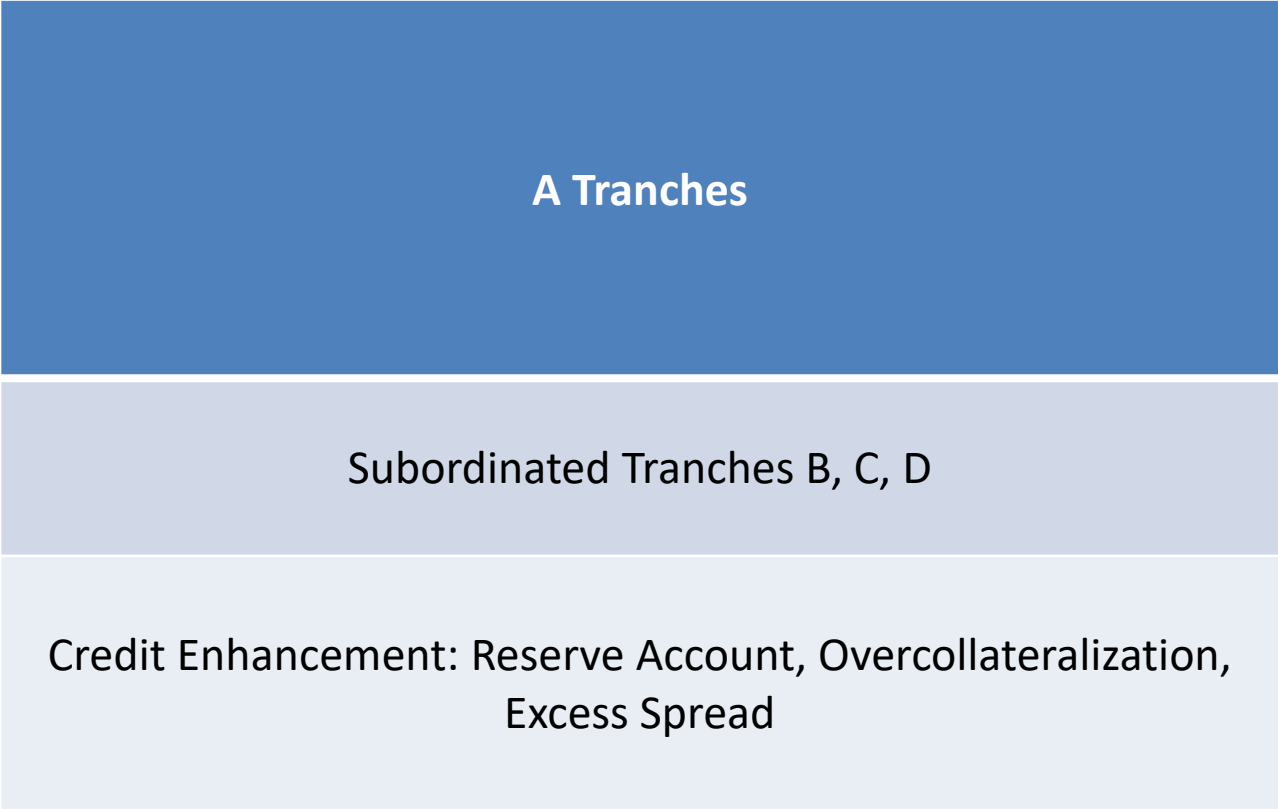 A Tranches
Subordinated Tranches B, C, D
Credit Enhancement: Reserve Account, Overcollateralization,
Excess Spread